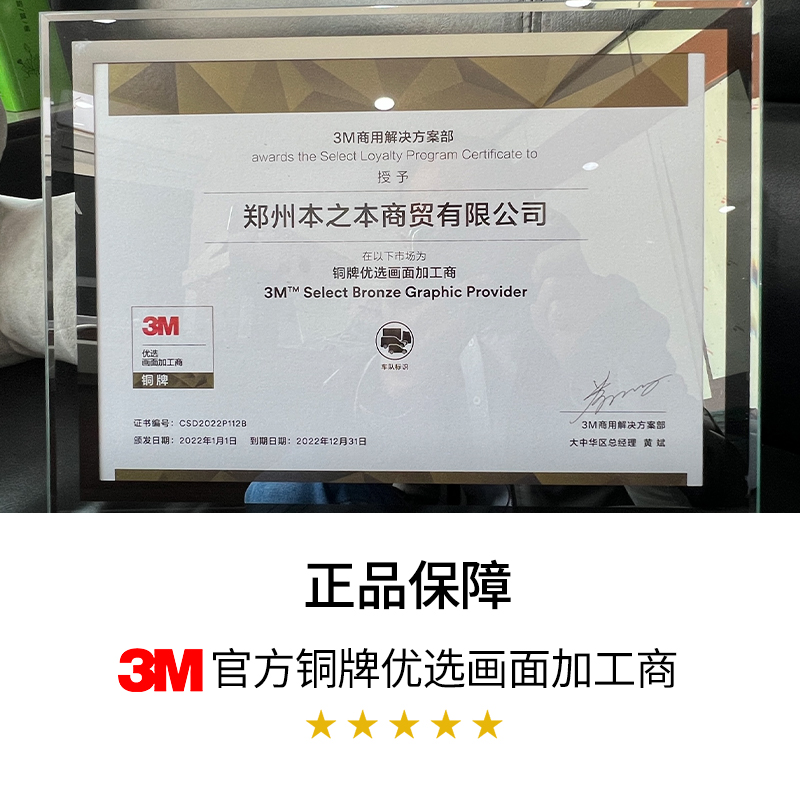 3M商用解决方案部
awards the Select Loyalty Program Certificate to
授予
郑州本之本商贸有限公司
在以下市场为
铜牌优选画面加工商
3M™ Select Bronze Graphic Provider
3M
优选
画面加工商
铜牌
车队标识
证书编号：CSD2022P112B
颁发日期：2022年1月1日 到期日期：2022年12月31日
3M商用解决方案部
大中华区总经理 黄斌
正品保障
3M官方铜牌优选画面加工商